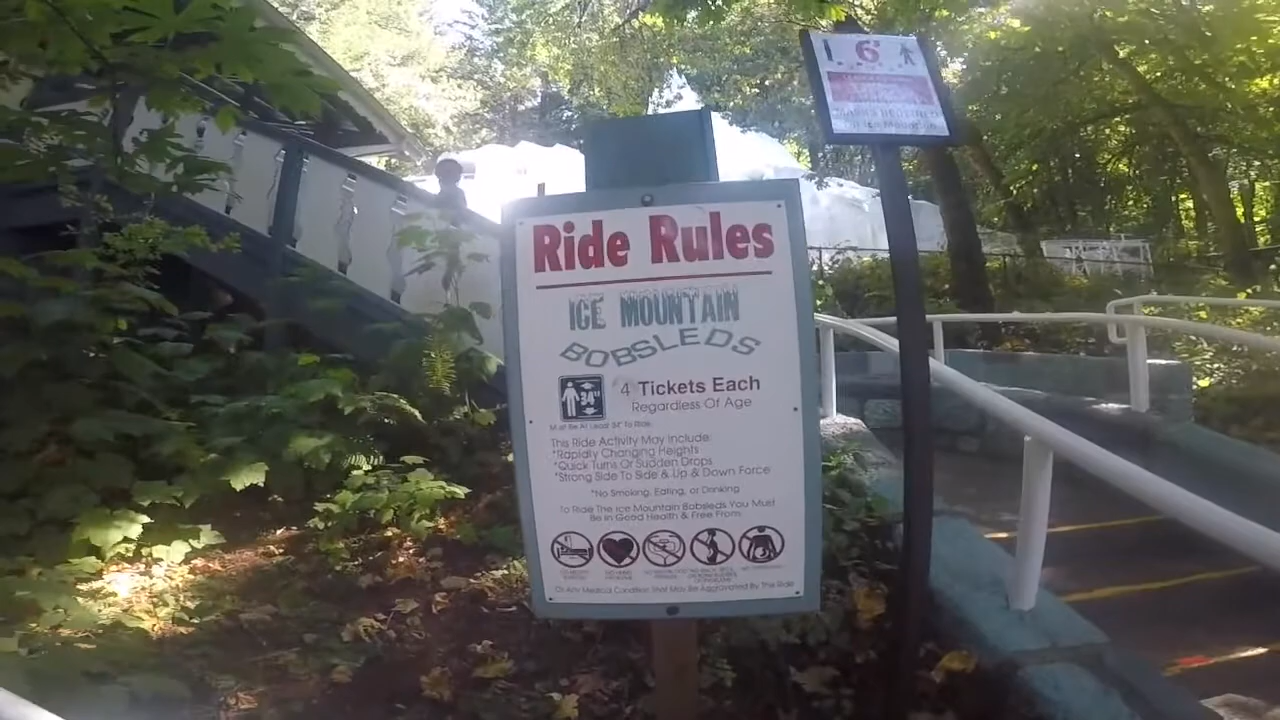 6'
Ride Rules
ICE MOUNTAIN
BOBSLEDS
34"
4 Tickets Each
Regardless Of Age
Must Be At Least 34" To Ride
This Ride Activity May Include:
*Rapidly Changing Heights
*Quick Turns Or Sudden Drops
*Strong Side To Side & Up & Down Force
*No Smoking, Eating, or Drinking
To Ride The Ice Mountain Bobsleds You Must
Be in Good Health & Free From:
Or Any Medical Condition That May Be Aggravated By This Ride